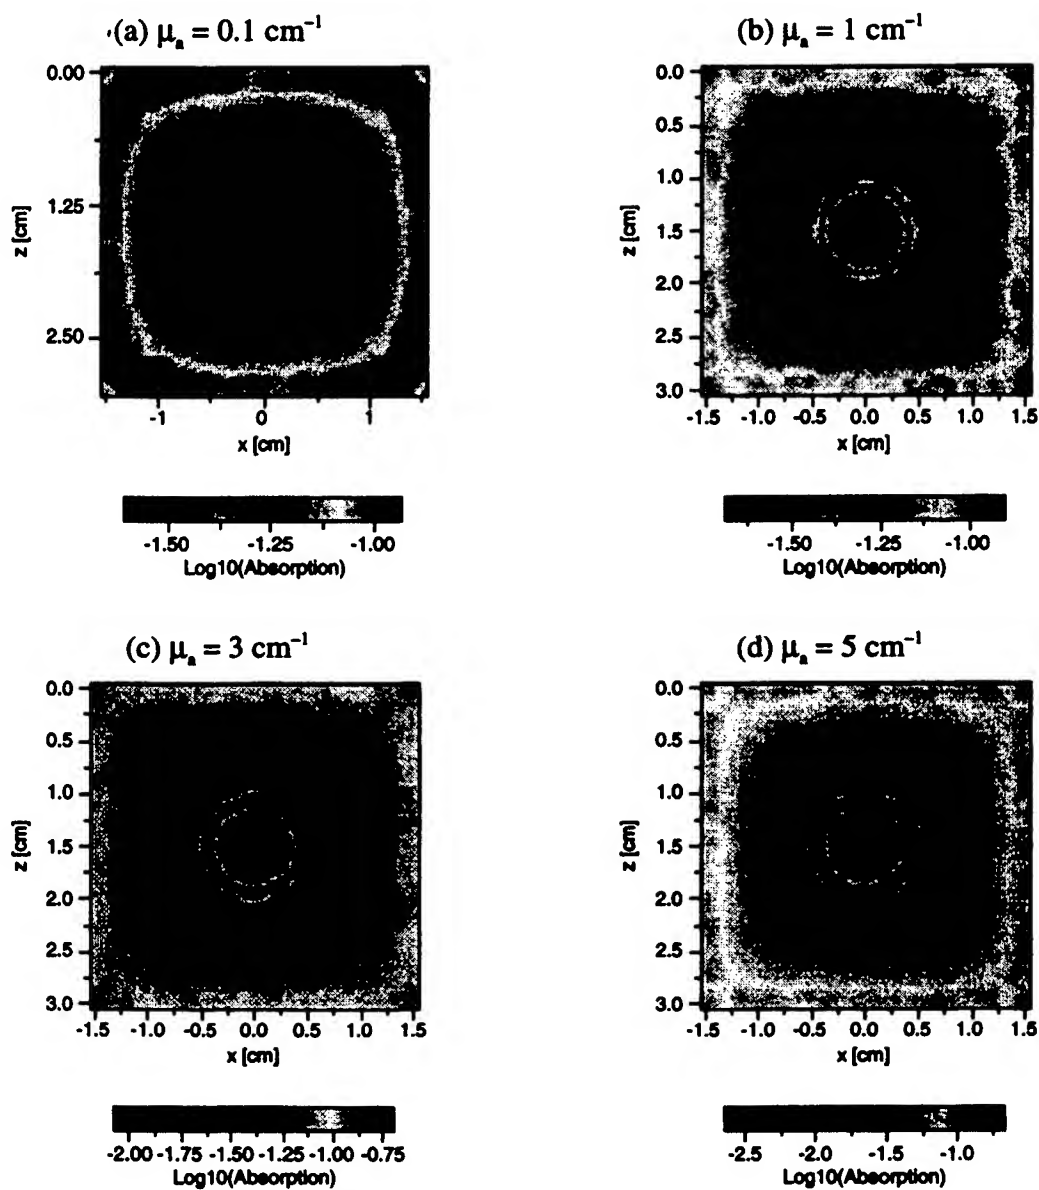 (a) μa = 0.1 cm⁻¹
0.00
1.25
2.50
z [cm]
-1 0 1
x [cm]
-1.50 -1.25 -1.00
Log10(Absorption)
(b) μa = 1 cm⁻¹
0.0
0.5
1.0
1.5
2.0
2.5
3.0
z [cm]
-1.5 -1.0 -0.5 0.0 0.5 1.0 1.5
x [cm]
-1.50 -1.25 -1.00
Log10(Absorption)
(c) μa = 3 cm⁻¹
0.0
0.5
1.0
1.5
2.0
2.5
3.0
z [cm]
-1.5 -1.0 -0.5 0.0 0.5 1.0 1.5
x [cm]
-2.00 -1.75 -1.50 -1.25 -1.00 -0.75
Log10(Absorption)
(d) μa = 5 cm⁻¹
0.0
0.5
1.0
1.5
2.0
2.5
3.0
z [cm]
-1.5 -1.0 -0.5 0.0 0.5 1.0 1.5
x [cm]
-2.5 -2.0 -1.5 -1.0
Log10(Absorption)